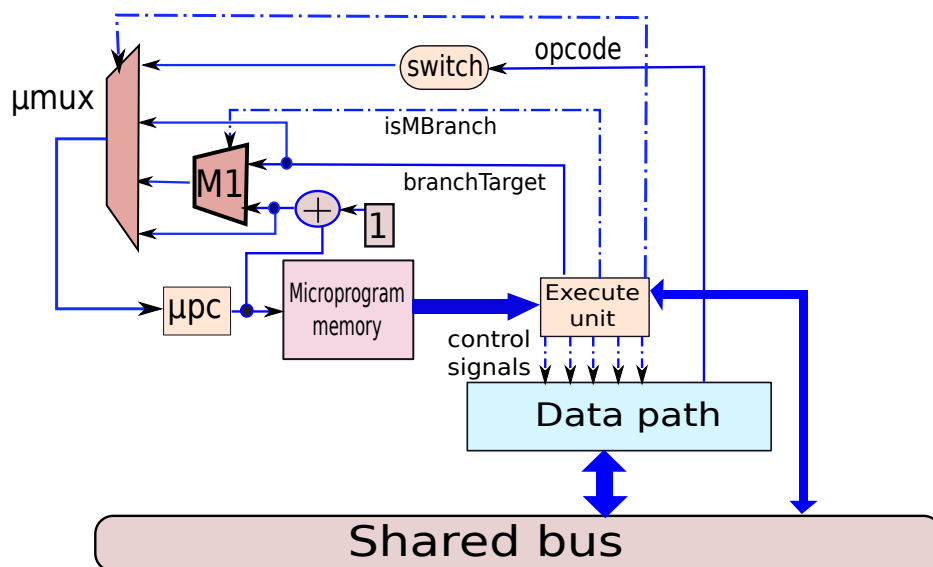 opcode
switch
μmux
isMBranch
M1
branchTarget
+
1
μpc
Microprogram
memory
Execute
unit
control
signals
Data path
Shared bus